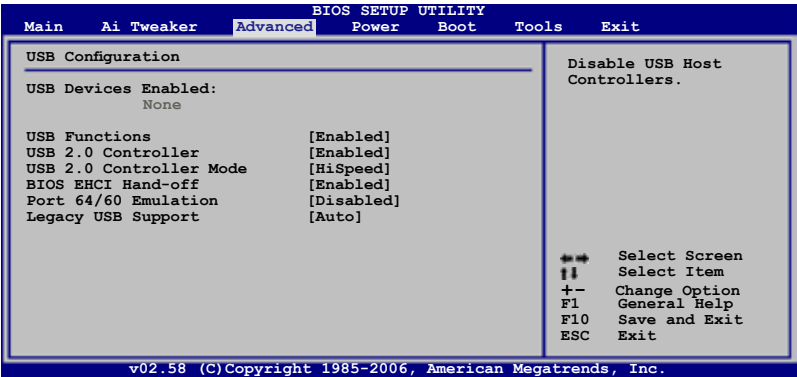 BIOS SETUP UTILITY
Main Ai Tweaker Advanced Power Boot Tools Exit
USB Configuration
USB Devices Enabled:
None
USB Functions [Enabled]
USB 2.0 Controller [Enabled]
USB 2.0 Controller Mode [HiSpeed]
BIOS EHCI Hand-off [Enabled]
Port 64/60 Emulation [Disabled]
Legacy USB Support [Auto]
Disable USB Host
Controllers.
←→ Select Screen
↑↓ Select Item
+- Change Option
F1 General Help
F10 Save and Exit
ESC Exit
v02.58 (C)Copyright 1985-2006, American Megatrends, Inc.